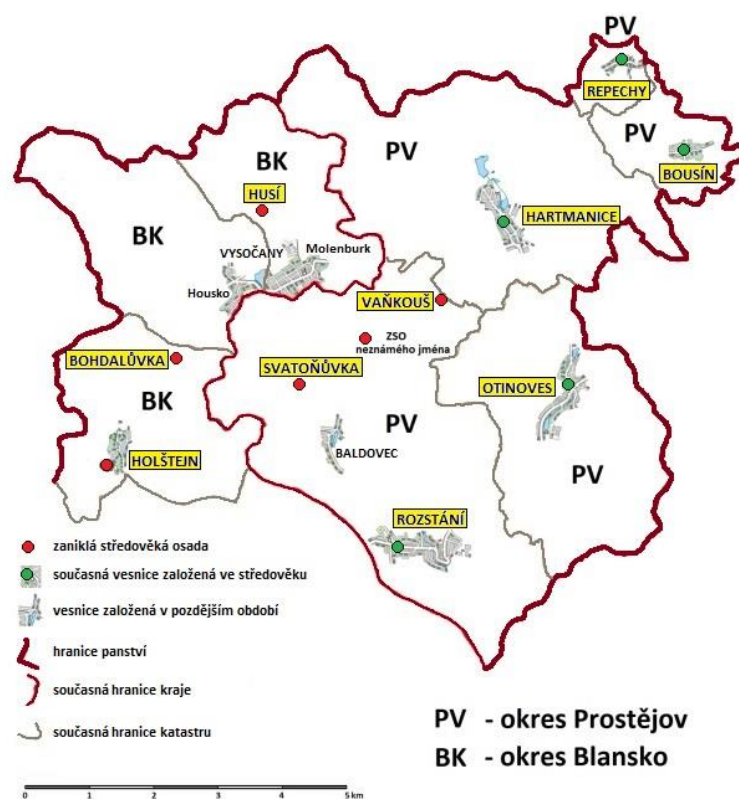 PV
REPECHY
PV
BOUSÍN
PV
HARTMANICE
BK
HUSÍ
BK
VYSOČANY
Molenburk
Housko
VAŇKOUŠ
ZSO
neznámého jména
BOHDALŮVKA
SVATOŇŮVKA
OTINOVES
BK
PV
BALDOVEC
HOLŠTEJN
PV
ROZSTÁNÍ
zaniklá středověká osada
současná vesnice založená ve středověku
vesnice založená v pozdějším období
hranice panství
současná hranice kraje
současná hranice katastru
PV - okres Prostějov
BK - okres Blansko
0 1 2 3 4 5 km